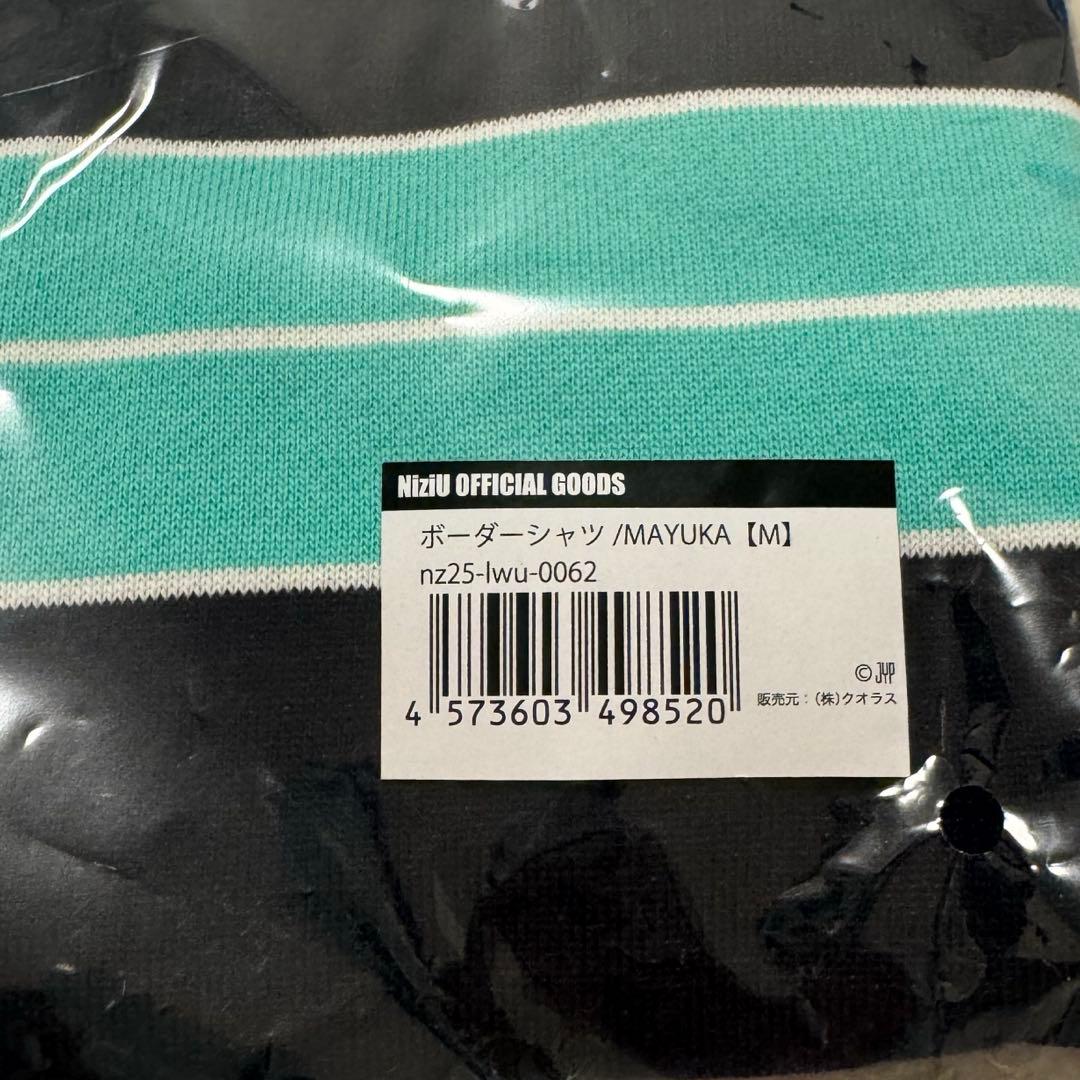 NiziU OFFICIAL GOODS
ボーダーシャツ /MAYUKA【M】
nz25-lwu-0062
4 573603 498520
© JYP
販売元：(株)クオラス